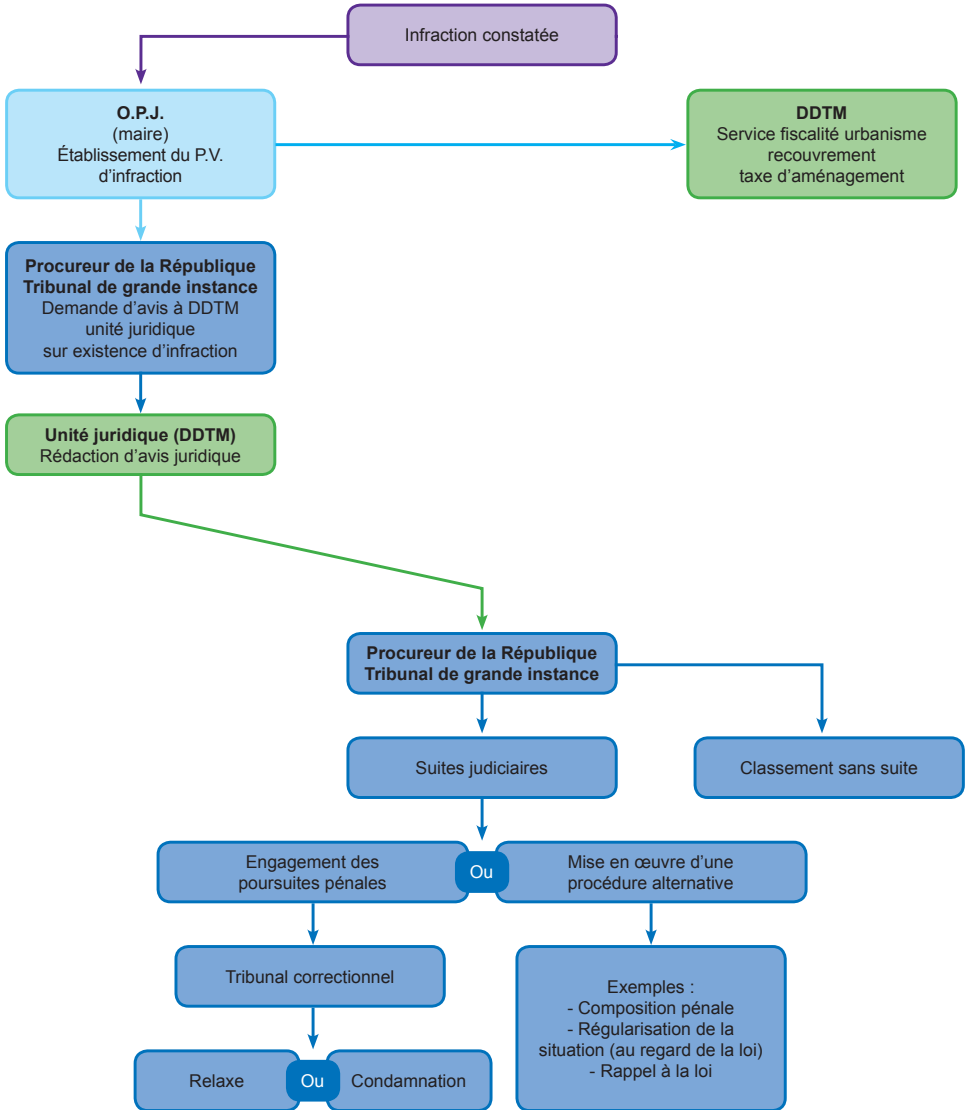 Infraction constatée
O.P.J.
(maire)
Établissement du P.V.
d'infraction
DDTM
Service fiscalité urbanisme
recouvrement
taxe d'aménagement
Procureur de la République
Tribunal de grande instance
Demande d'avis à DDTM
unité juridique
sur existence d'infraction
Unité juridique (DDTM)
Rédaction d'avis juridique
Procureur de la République
Tribunal de grande instance
Suites judiciaires
Classement sans suite
Engagement des
poursuites pénales
Ou
Mise en œuvre d'une
procédure alternative
Tribunal correctionnel
Exemples :
- Composition pénale
- Régularisation de la
situation (au regard de la loi)
- Rappel à la loi
Relaxe
Ou
Condamnation